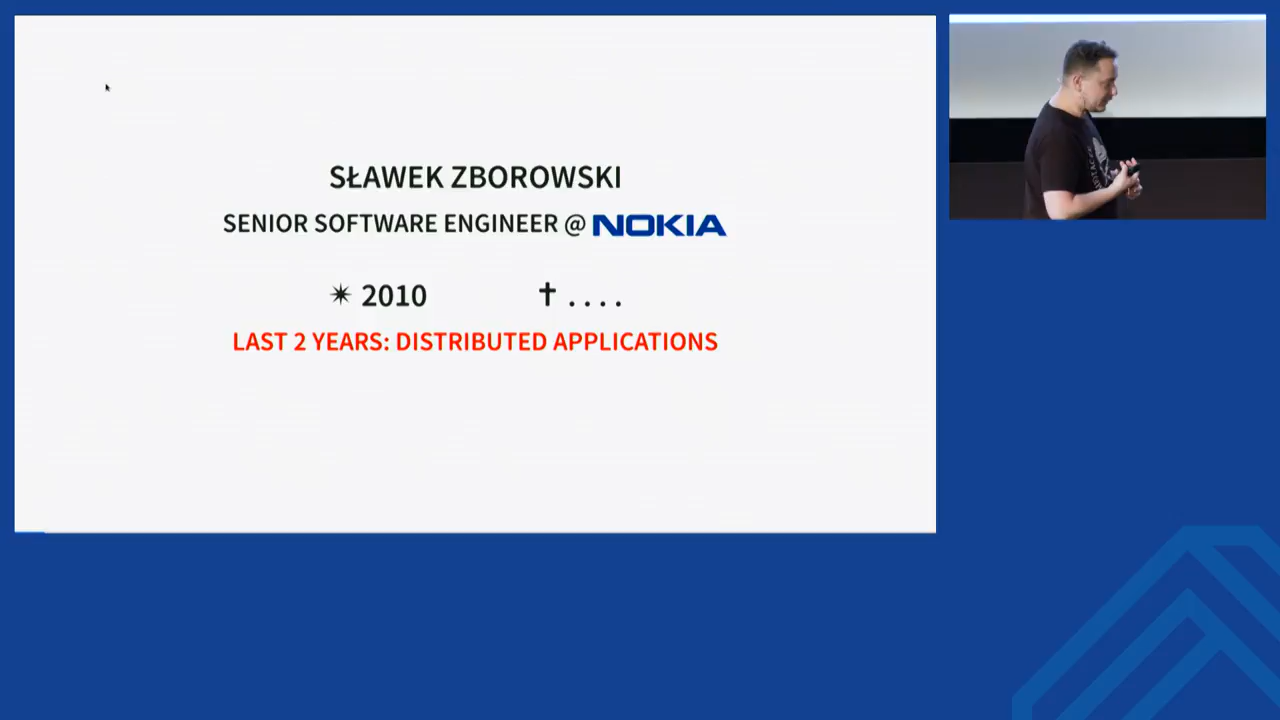 SŁAWEK ZBOROWSKI
SENIOR SOFTWARE ENGINEER @ NOKIA
✴ 2010 ✝ . . . .
LAST 2 YEARS: DISTRIBUTED APPLICATIONS